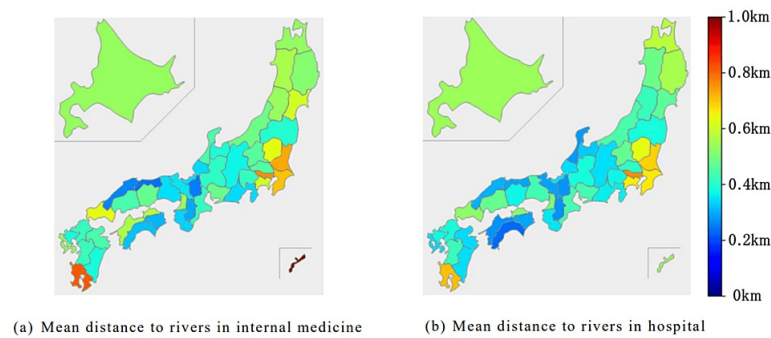 1.0km
0.8km
0.6km
0.4km
0.2km
0km
(a) Mean distance to rivers in internal medicine
(b) Mean distance to rivers in hospital